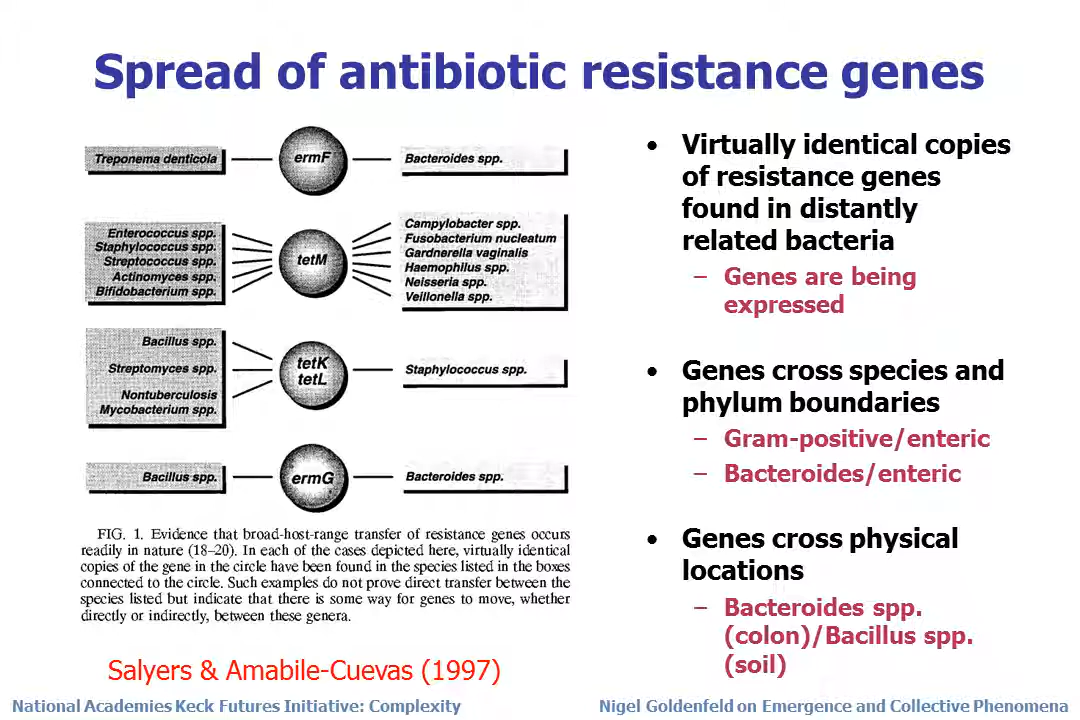 Spread of antibiotic resistance genes
Treponema denticola
ermF
Bacteroides spp.
Enterococcus spp.
Staphylococcus spp.
Streptococcus spp.
Actinomyces spp.
Bifidobacterium spp.
tetM
Campylobacter spp.
Fusobacterium nucleatum
Gardnerella vaginalis
Haemophilus spp.
Neisseria spp.
Veillonella spp.
Bacillus spp.
Streptomyces spp.
Nontuberculosis
Mycobacterium spp.
tetK
tetL
Staphylococcus spp.
Bacillus spp.
ermG
Bacteroides spp.
FIG. 1. Evidence that broad-host-range transfer of resistance genes occurs
readily in nature (18–20). In each of the cases depicted here, virtually identical
copies of the gene in the circle have been found in the species listed in the boxes
connected to the circle. Such examples do not prove direct transfer between the
species listed but indicate that there is some way for genes to move, whether
directly or indirectly, between these genera.
Salyers & Amabile-Cuevas (1997)
• Virtually identical copies
of resistance genes
found in distantly
related bacteria
– Genes are being
expressed
• Genes cross species and
phylum boundaries
– Gram-positive/enteric
– Bacteroides/enteric
• Genes cross physical
locations
– Bacteroides spp.
(colon)/Bacillus spp.
(soil)
National Academies Keck Futures Initiative: Complexity
Nigel Goldenfeld on Emergence and Collective Phenomena